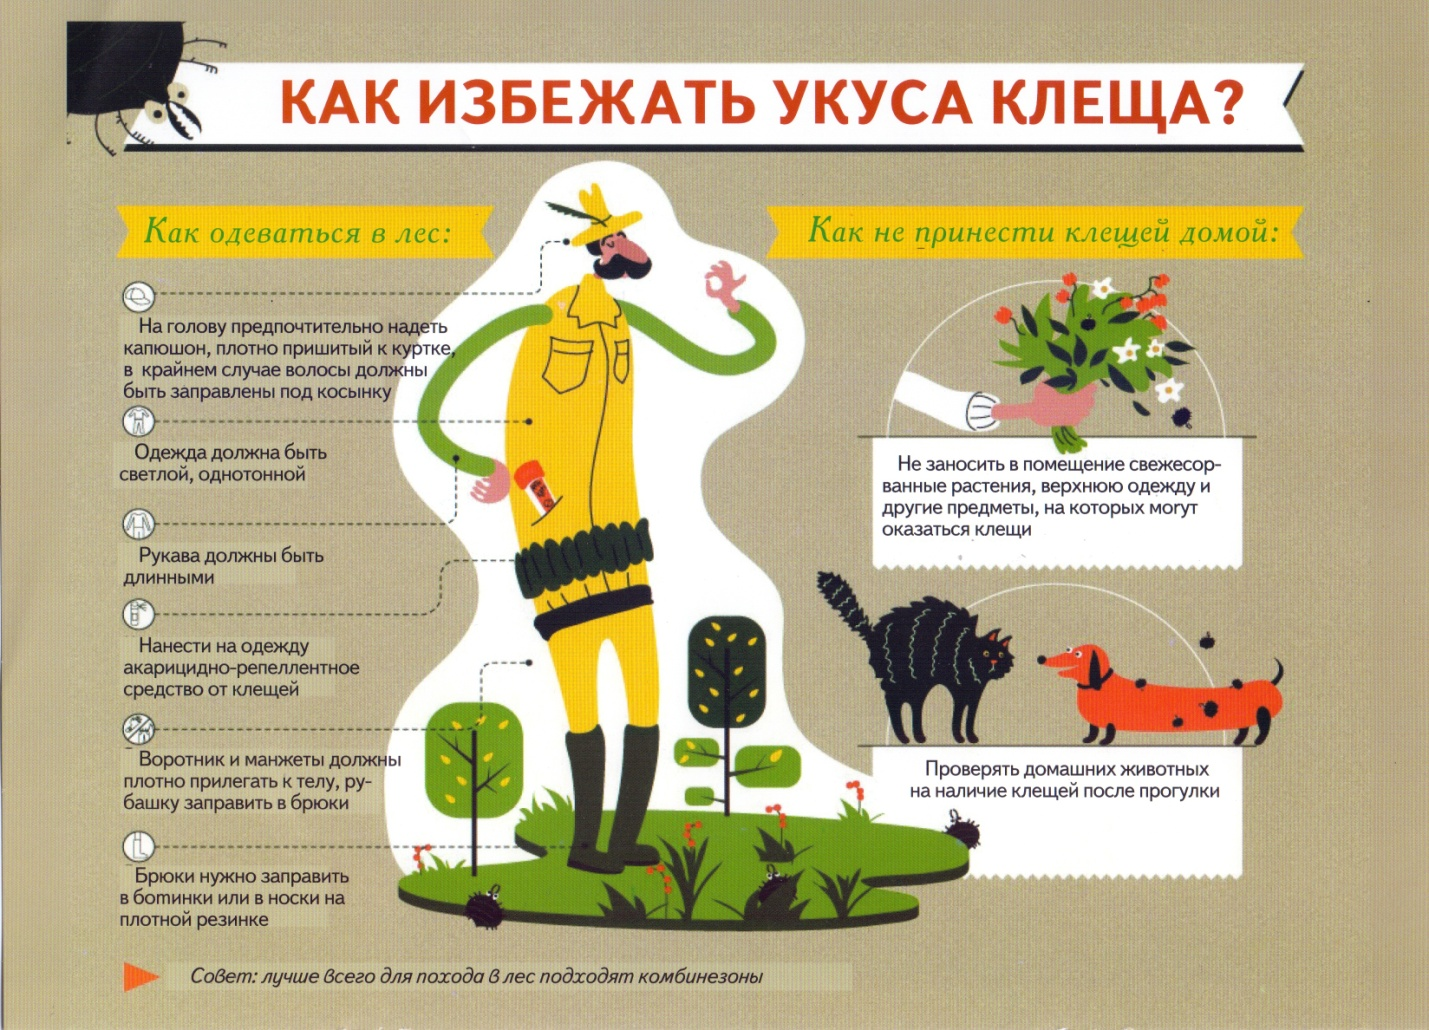 КАК ИЗБЕЖАТЬ УКУСА КЛЕЩА?
Как одеваться в лес:
На голову предпочтительно надеть
капюшон, плотно пришитый к куртке,
в крайнем случае волосы должны
быть заправлены под косынку
Одежда должна быть
светлой, однотонной
Рукава должны быть
длинными
Нанести на одежду
акарицидно-репеллентное
средство от клещей
Воротник и манжеты должны
плотно прилегать к телу, ру-
башку заправить в брюки
Брюки нужно заправить
в ботинки или в носки на
плотной резинке
Совет: лучше всего для похода в лес подходят комбинезоны
Как не принести клещей домой:
Не заносить в помещение свежесор-
ванные растения, верхнюю одежду и
другие предметы, на которых могут
оказаться клещи
Проверять домашних животных
на наличие клещей после прогулки